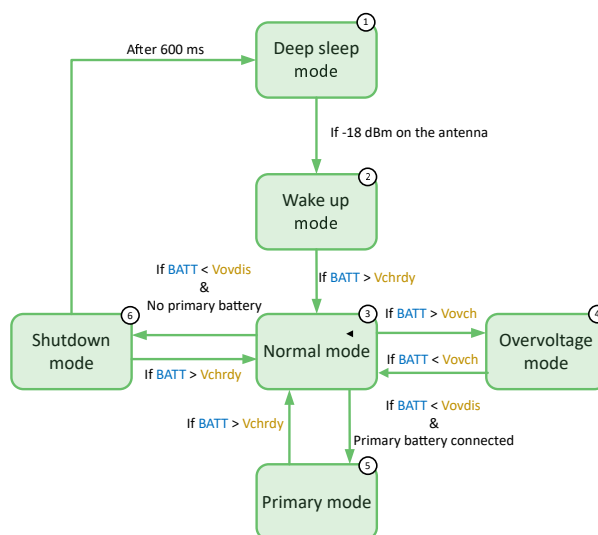 1
Deep sleep
mode
After 600 ms
If -18 dBm on the antenna
2
Wake up
mode
If BATT < Vovdis
&
No primary battery
If BATT > Vchrdy
6
Shutdown
mode
If BATT > Vchrdy
3
Normal mode
If BATT > Vovch
If BATT < Vovch
4
Overvoltage
mode
If BATT > Vchrdy
If BATT < Vovdis
&
Primary battery connected
5
Primary mode